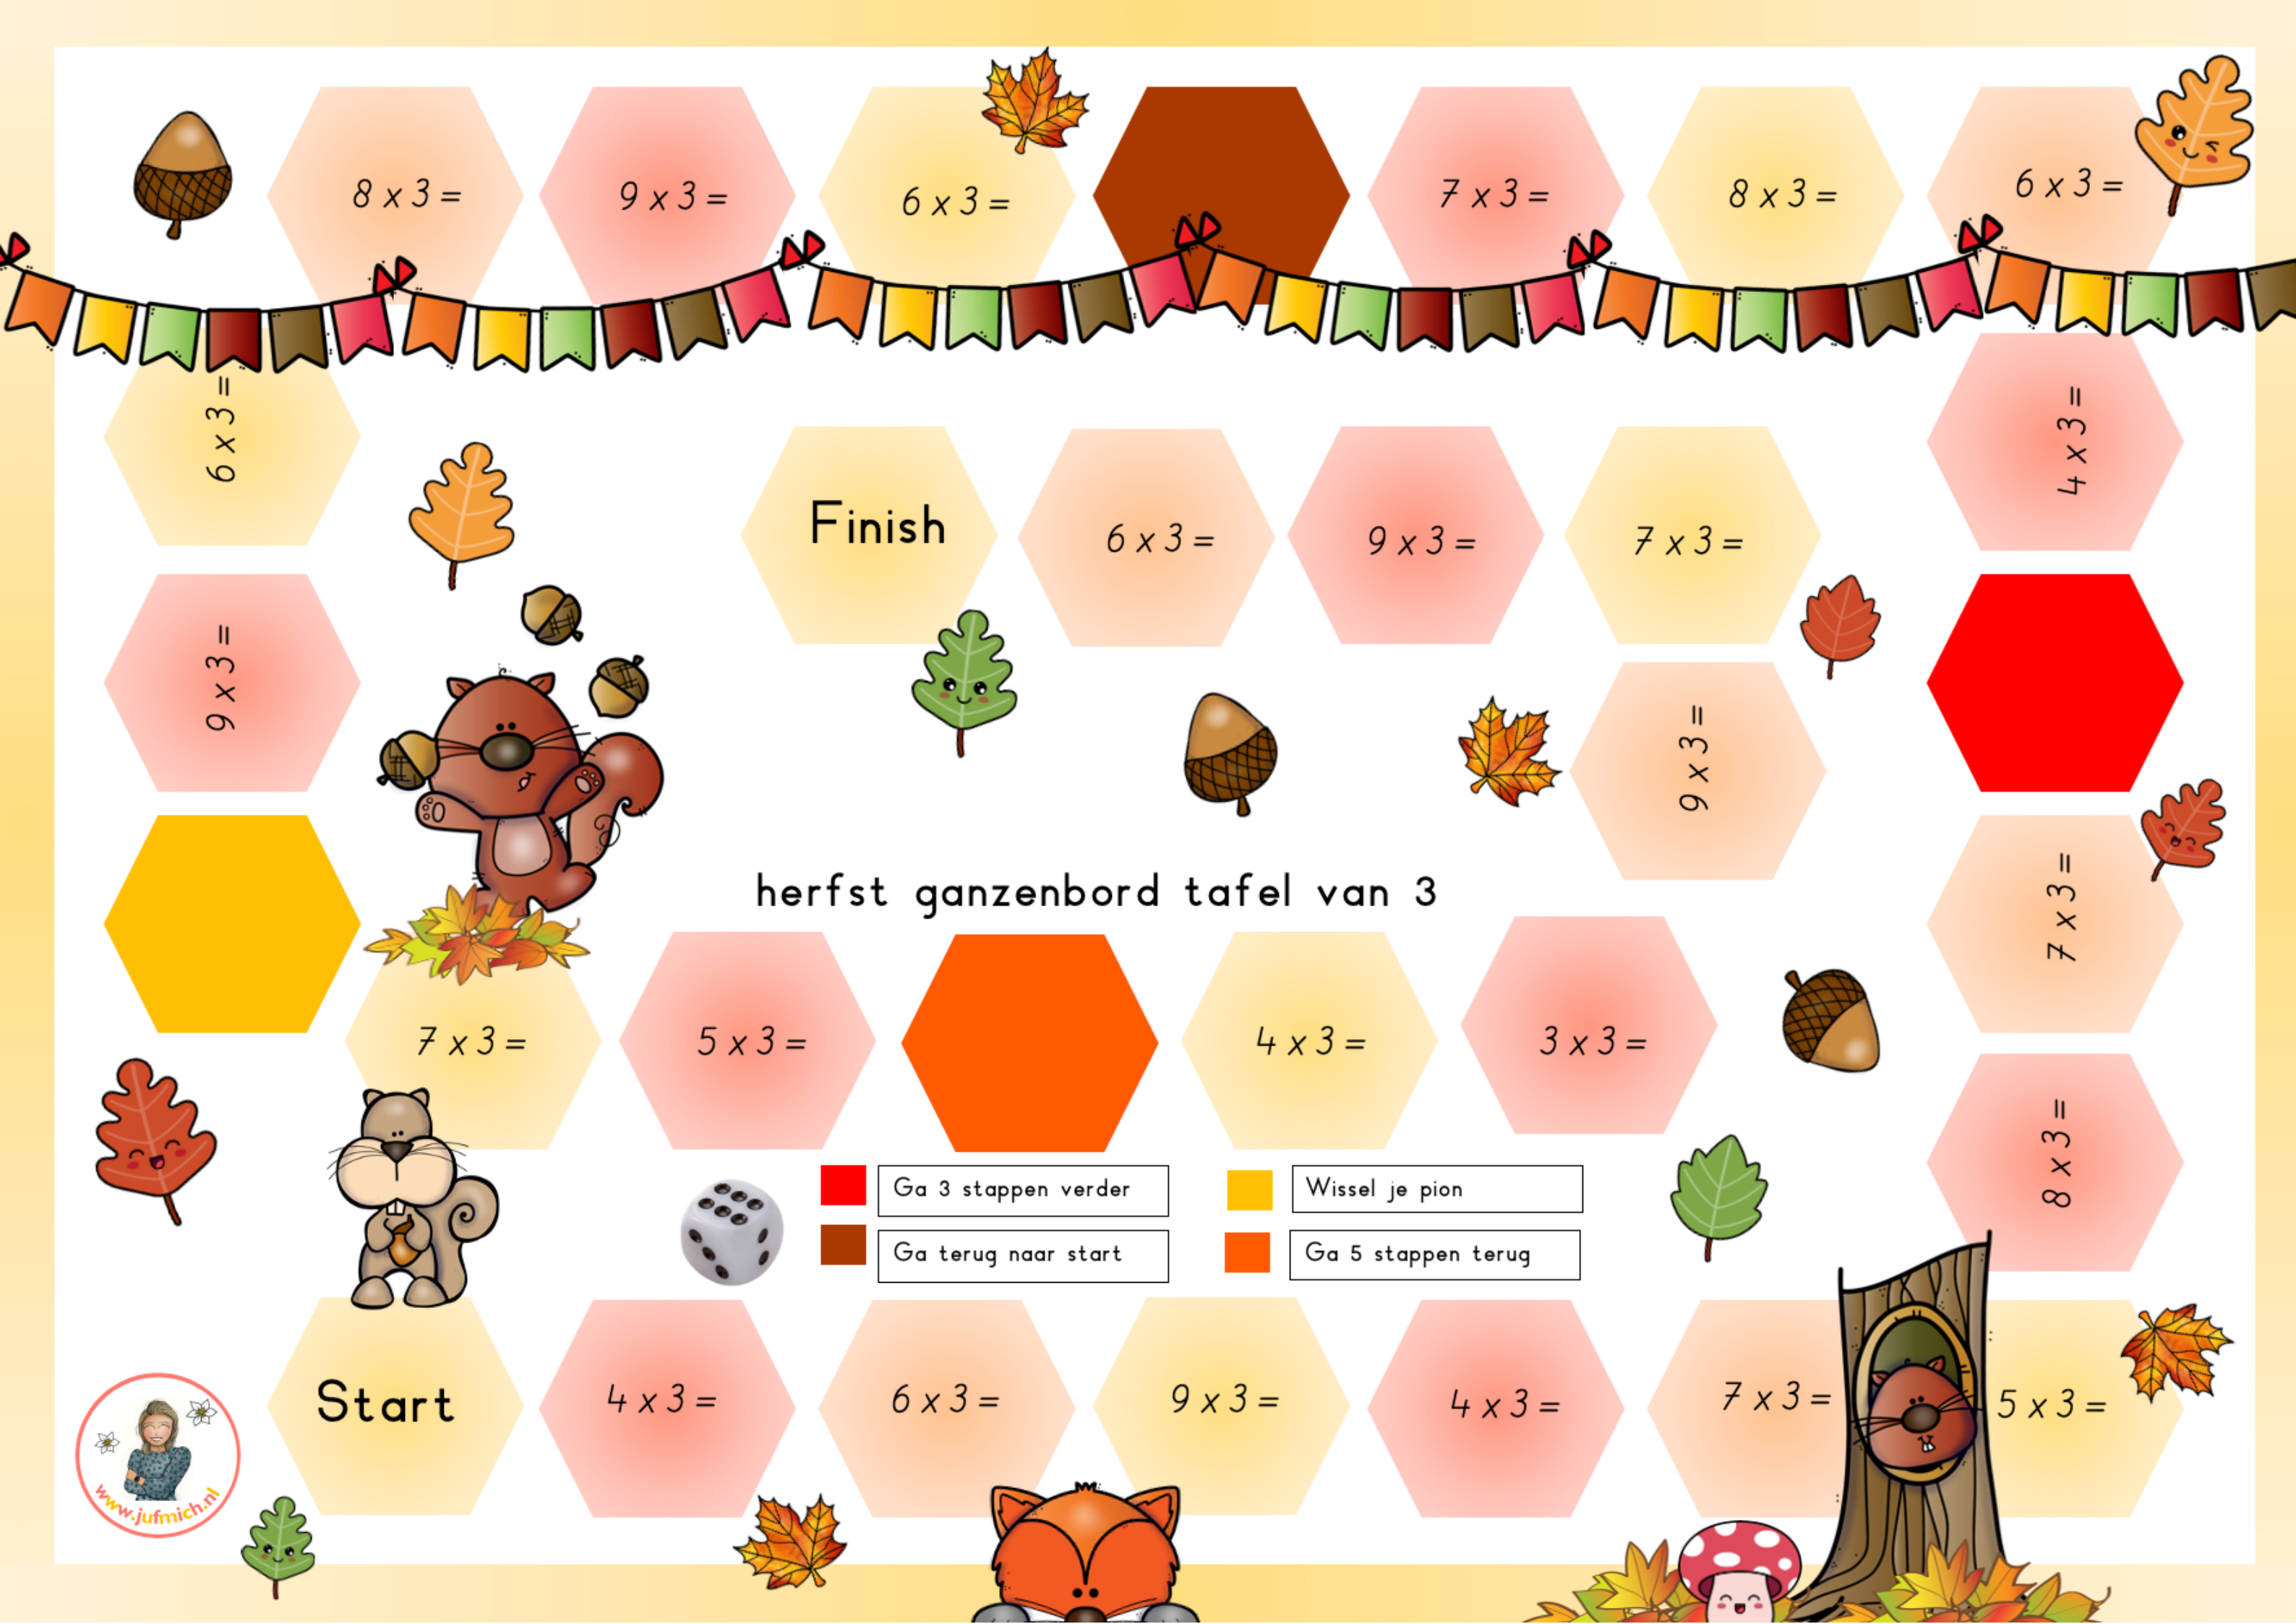 8 x 3 =
9 x 3 =
6 x 3 =
7 x 3 =
8 x 3 =
6 x 3 =
6 x 3 =
4 x 3 =
Finish
6 x 3 =
9 x 3 =
7 x 3 =
9 x 3 =
9 x 3 =
7 x 3 =
herfst ganzenbord tafel van 3
7 x 3 =
5 x 3 =
4 x 3 =
3 x 3 =
8 x 3 =
Ga 3 stappen verder
Wissel je pion
Ga terug naar start
Ga 5 stappen terug
Start
4 x 3 =
6 x 3 =
9 x 3 =
4 x 3 =
7 x 3 =
5 x 3 =
www.jufmich.nl